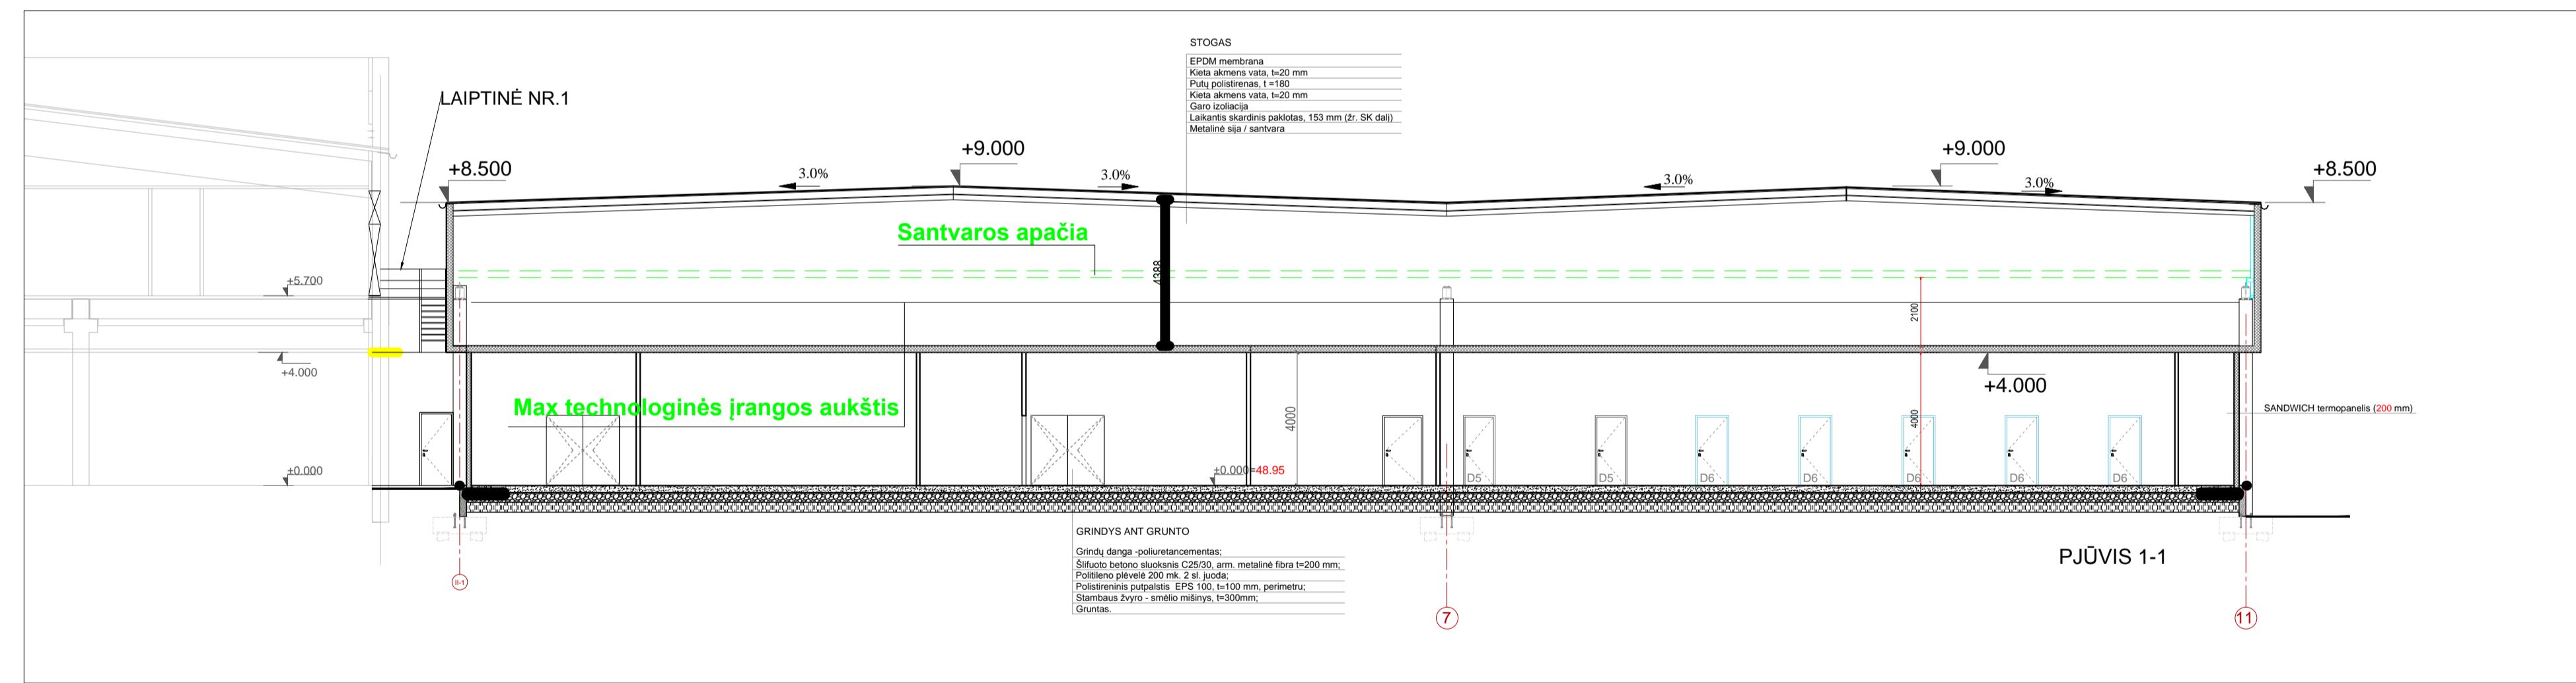 STOGAS
EPDM membrana
Kieta akmens vata, t=20 mm
Putų polistirenas, t =180
Kieta akmens vata, t=20 mm
Garo izoliacija
Laikantis skardinis paklotas, 153 mm (žr. SK dalį)
Metalinė sija / santvara
LAIPTINĖ NR.1
+8.500
3.0%
+9.000
3.0%
3.0%
+9.000
3.0%
+8.500
Santvaros apačia
4388
+5.700
2100
+4.000
+4.000
Max technologinės įrangos aukštis
4000
4000
SANDWICH termopanelis (200 mm)
±0.000
±0.000=48.95
D5
D5
D6
D6
D6
D6
D6
GRINDYS ANT GRUNTO
Grindų danga -poliuretancementas;
Šlifuoto betono sluoksnis C25/30, arm. metalinė fibra t=200 mm;
Politileno plėvelė 200 mk. 2 sl. juoda;
Polistireninis putpalstis EPS 100, t=100 mm, perimetru;
Stambaus žvyro - smėlio mišinys, t=300mm;
Gruntas.
PJŪVIS 1-1
II-1
7
11